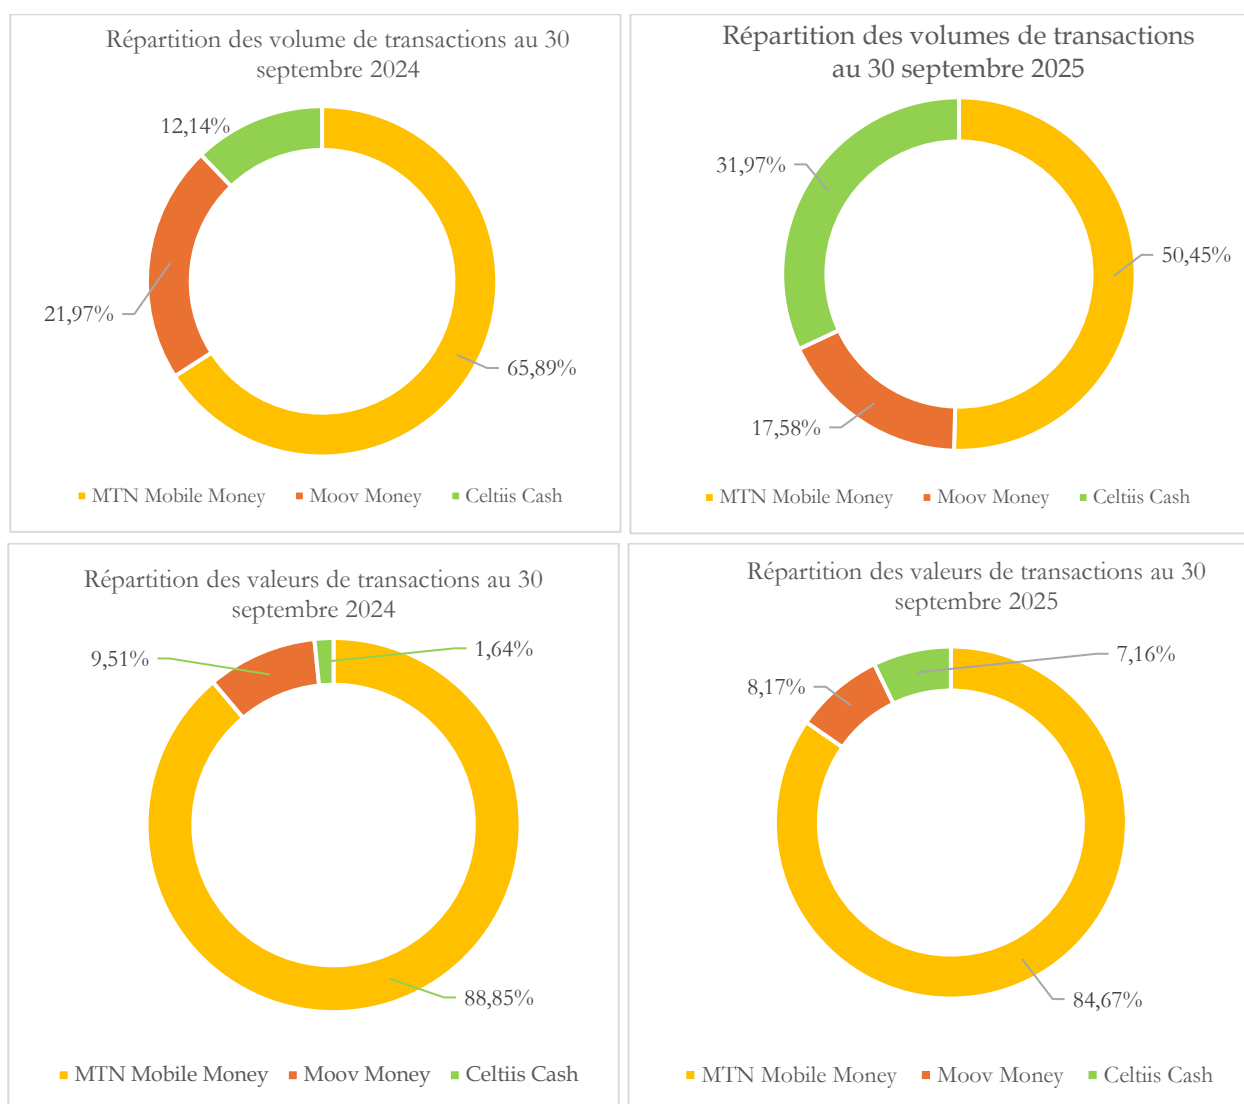 Répartition des volume de transactions au 30
septembre 2024
12,14%
21,97%
65,89%
MTN Mobile Money Moov Money Celtiis Cash
Répartition des volumes de transactions
au 30 septembre 2025
31,97%
50,45%
17,58%
MTN Mobile Money Moov Money Celtiis Cash
Répartition des valeurs de transactions au 30
septembre 2024
9,51%
1,64%
88,85%
MTN Mobile Money Moov Money Celtiis Cash
Répartition des valeurs de transactions au 30
septembre 2025
7,16%
8,17%
84,67%
MTN Mobile Money Moov Money Celtiis Cash